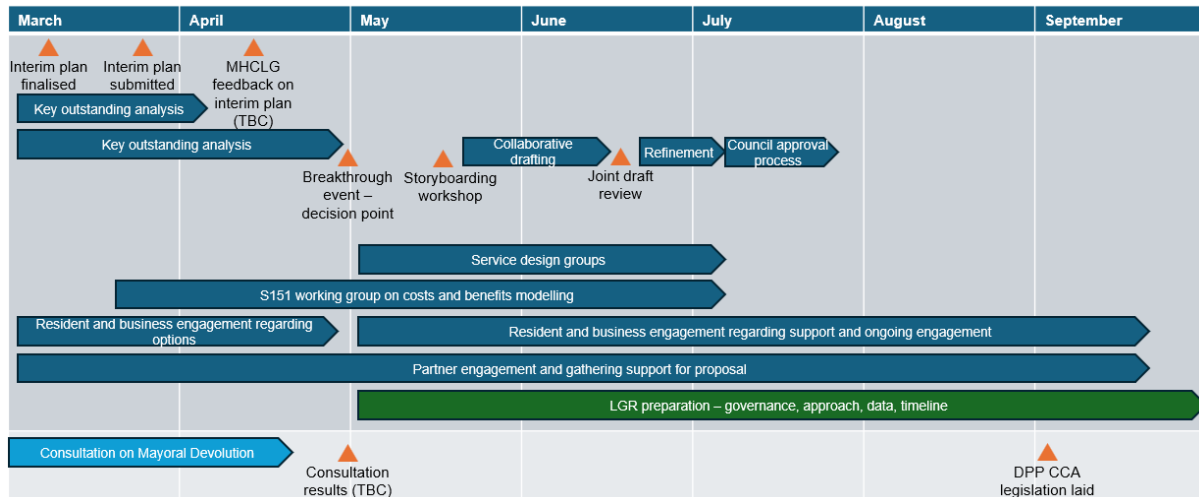 March April May June July August September
Interim plan
finalised
Interim plan
submitted
MHCLG
feedback on
interim plan
(TBC)
Key outstanding analysis
Key outstanding analysis
Breakthrough
event –
decision point
Storyboarding
workshop
Collaborative
drafting
Joint draft
review
Refinement
Council approval
process
Service design groups
S151 working group on costs and benefits modelling
Resident and business engagement regarding
options
Resident and business engagement regarding support and ongoing engagement
Partner engagement and gathering support for proposal
LGR preparation – governance, approach, data, timeline
Consultation on Mayoral Devolution
Consultation
results (TBC)
DPP CCA
legislation laid